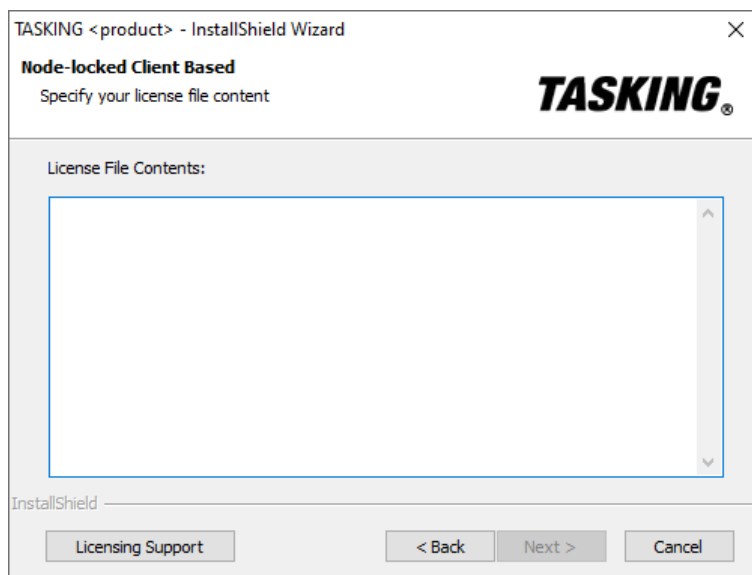 TASKING <product> - InstallShield Wizard
Node-locked Client Based
Specify your license file content
TASKING®
License File Contents:
InstallShield
Licensing Support
< Back
Next >
Cancel